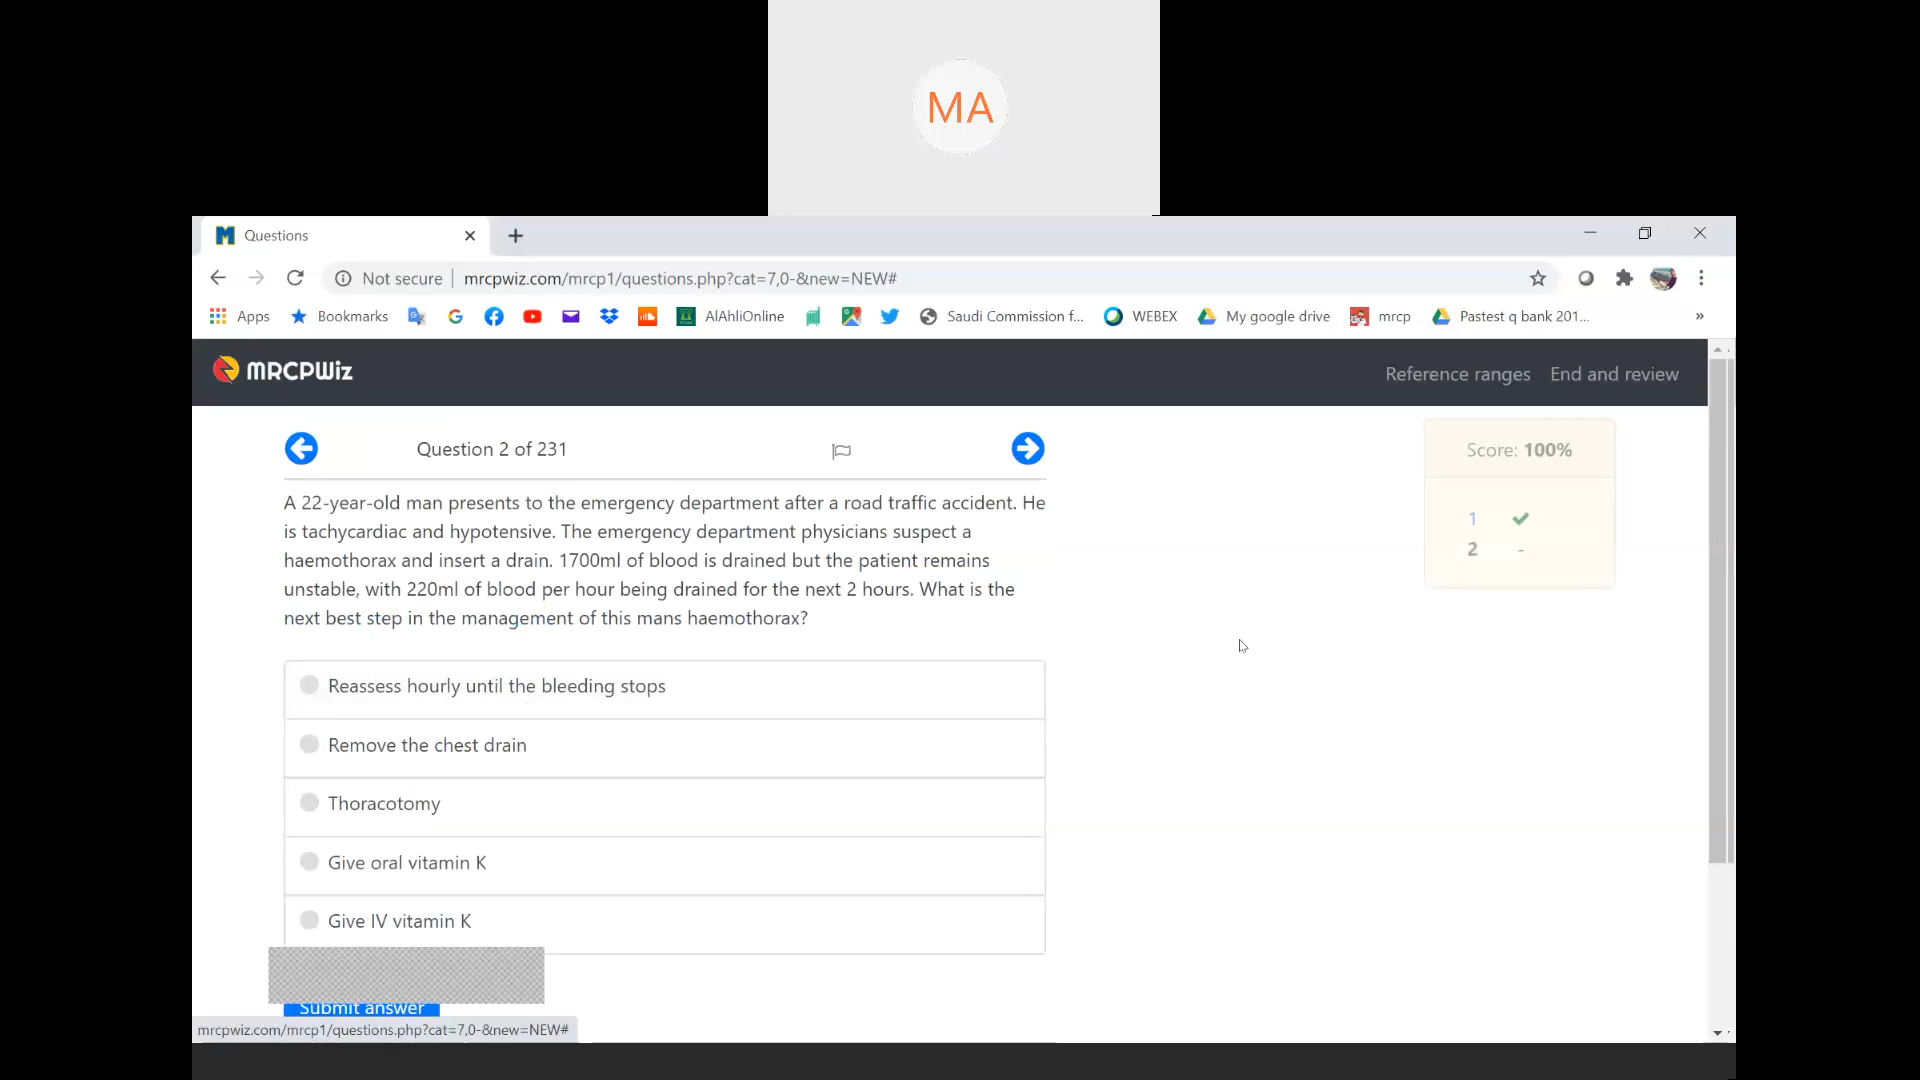 MA
Questions
Not secure mrcpwiz.com/mrcp1/questions.php?cat=7,0-&new=NEW#
Apps Bookmarks AlAhliOnline Saudi Commission f... WEBEX My google drive mrcp Pastest q bank 201... »
MRCPWiz Reference ranges End and review
Question 2 of 231
Score: 100%
1
2 -
A 22-year-old man presents to the emergency department after a road traffic accident. He
is tachycardiac and hypotensive. The emergency department physicians suspect a
haemothorax and insert a drain. 1700ml of blood is drained but the patient remains
unstable, with 220ml of blood per hour being drained for the next 2 hours. What is the
next best step in the management of this mans haemothorax?
Reassess hourly until the bleeding stops
Remove the chest drain
Thoracotomy
Give oral vitamin K
Give IV vitamin K
Submit answer
mrcpwiz.com/mrcp1/questions.php?cat=7,0-&new=NEW#